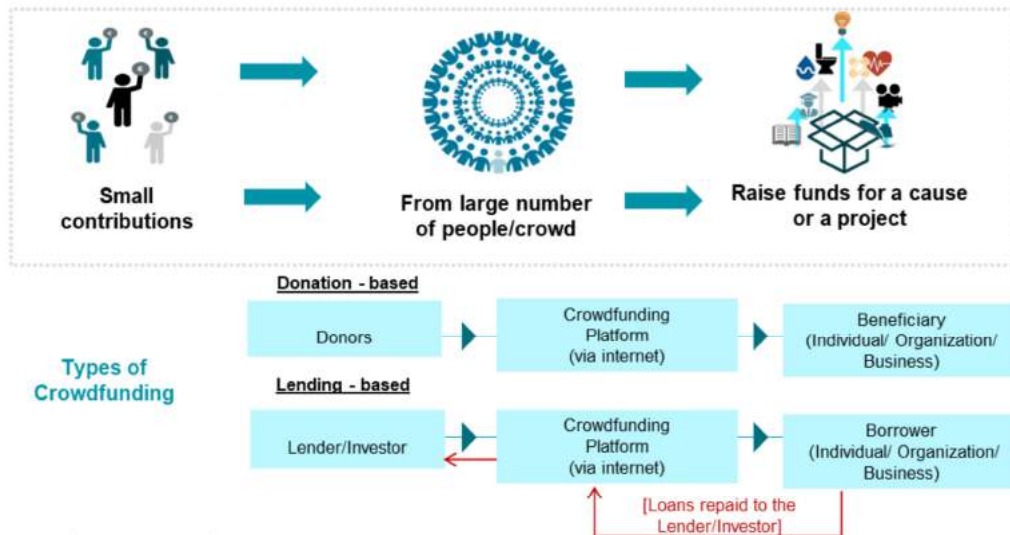 Small
contributions
From large number
of people/crowd
Raise funds for a cause
or a project
Types of
Crowdfunding
Donation - based
Donors
Crowdfunding
Platform
(via internet)
Beneficiary
(Individual/ Organization/
Business)
Lending - based
Lender/Investor
Crowdfunding
Platform
(via internet)
Borrower
(Individual/ Organization/
Business)
[Loans repaid to the
Lender/Investor]